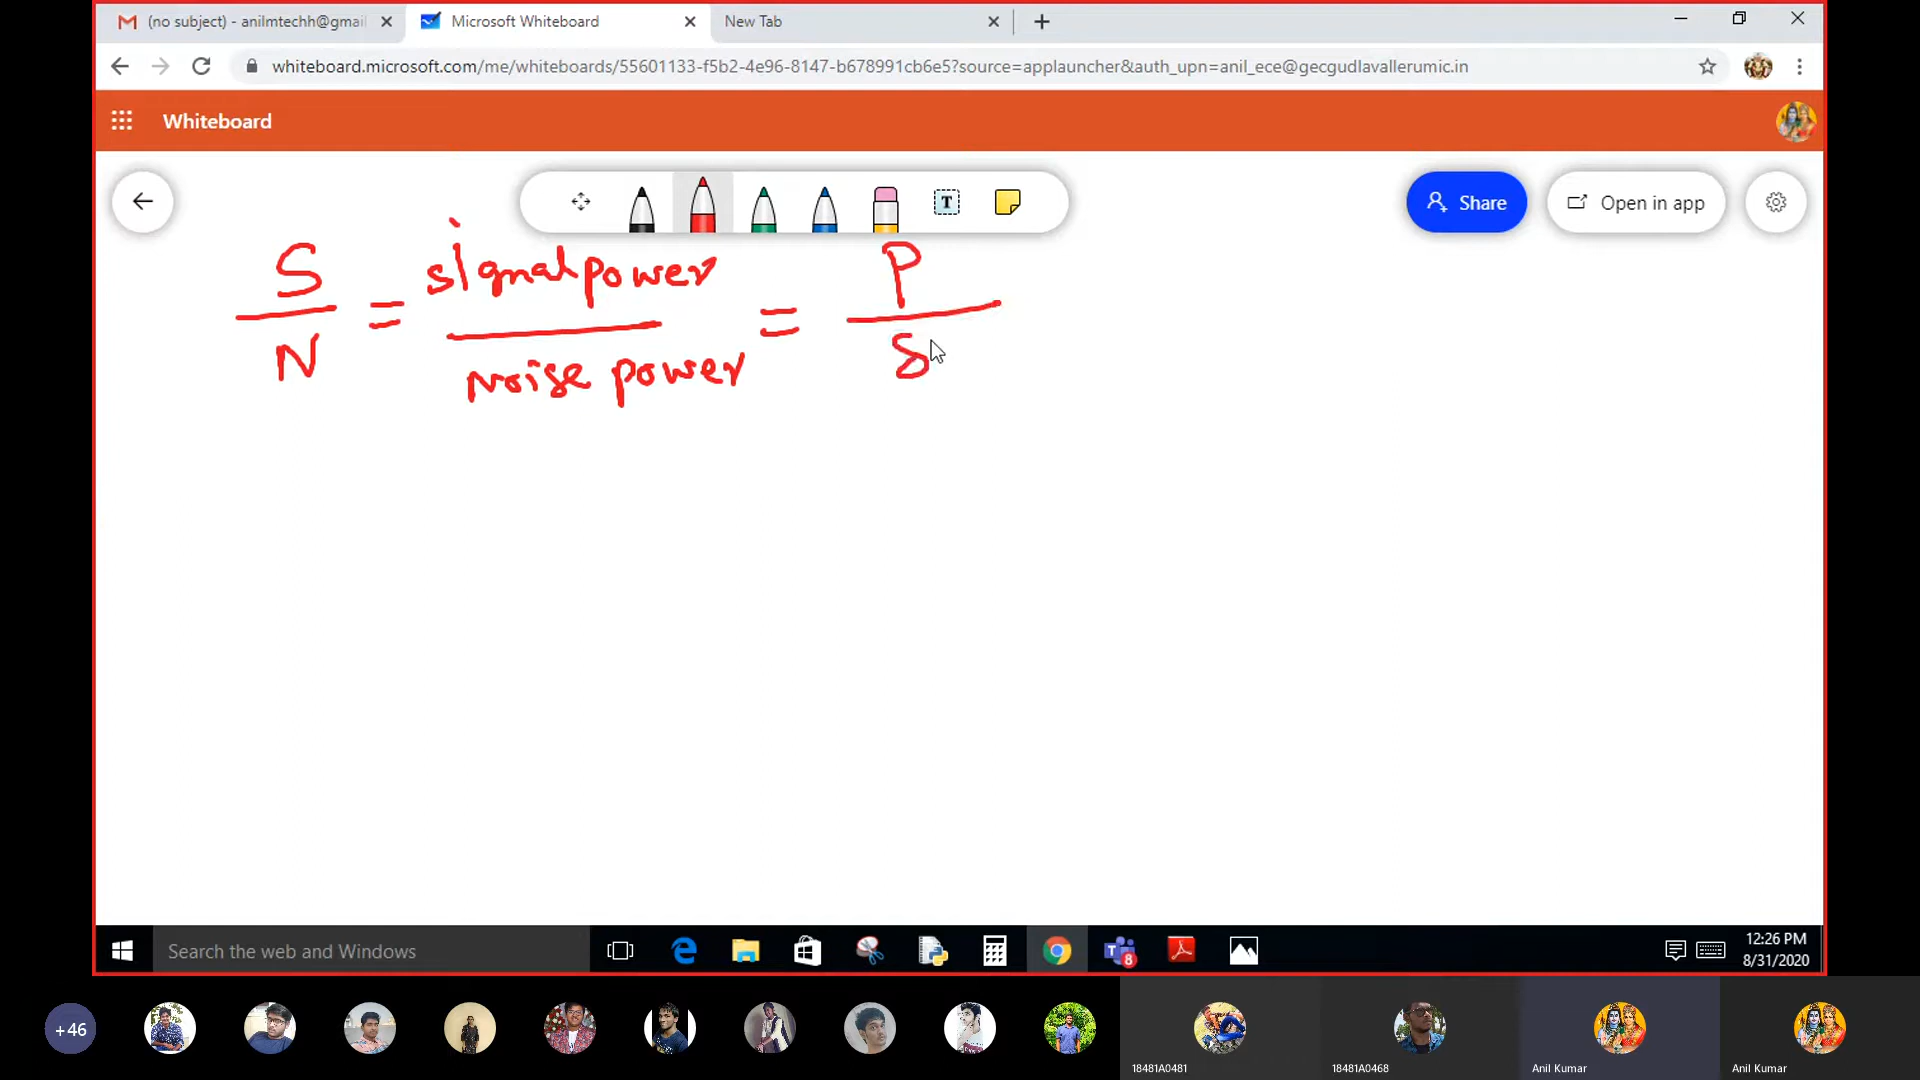 (no subject) - anilmtechh@gmail
Microsoft Whiteboard
New Tab
whiteboard.microsoft.com/me/whiteboards/55601133-f5b2-4e96-8147-b678991cb6e5?source=applauncher&auth_upn=anil_ece@gecgudlavallerumic.in
Whiteboard
T
Share
Open in app
S/N = signal power/noise power = P/δ
Search the web and Windows
8
12:26 PM
8/31/2020
+46
18481A0481
18481A0468
Anil Kumar
Anil Kumar